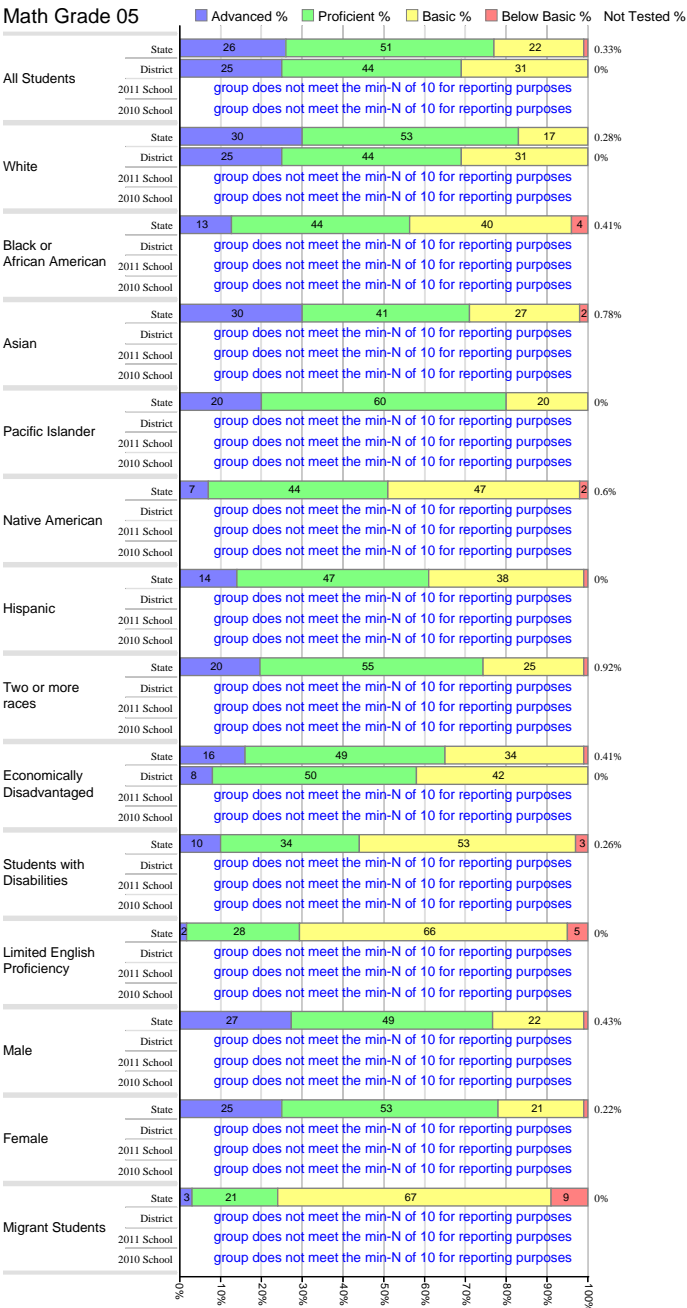 Math Grade 05 Advanced % Proficient % Basic % Below Basic % Not Tested %
All Students
State 26 51 22 0.33%
District 25 44 31 0%
2011 School group does not meet the min-N of 10 for reporting purposes
2010 School group does not meet the min-N of 10 for reporting purposes
White
State 30 53 17 0.28%
District 25 44 31 0%
2011 School group does not meet the min-N of 10 for reporting purposes
2010 School group does not meet the min-N of 10 for reporting purposes
Black or
African American
State 13 44 40 4 0.41%
District group does not meet the min-N of 10 for reporting purposes
2011 School group does not meet the min-N of 10 for reporting purposes
2010 School group does not meet the min-N of 10 for reporting purposes
Asian
State 30 41 27 2 0.78%
District group does not meet the min-N of 10 for reporting purposes
2011 School group does not meet the min-N of 10 for reporting purposes
2010 School group does not meet the min-N of 10 for reporting purposes
Pacific Islander
State 20 60 20 0%
District group does not meet the min-N of 10 for reporting purposes
2011 School group does not meet the min-N of 10 for reporting purposes
2010 School group does not meet the min-N of 10 for reporting purposes
Native American
State 7 44 47 2 0.6%
District group does not meet the min-N of 10 for reporting purposes
2011 School group does not meet the min-N of 10 for reporting purposes
2010 School group does not meet the min-N of 10 for reporting purposes
Hispanic
State 14 47 38 0%
District group does not meet the min-N of 10 for reporting purposes
2011 School group does not meet the min-N of 10 for reporting purposes
2010 School group does not meet the min-N of 10 for reporting purposes
Two or more
races
State 20 55 25 0.92%
District group does not meet the min-N of 10 for reporting purposes
2011 School group does not meet the min-N of 10 for reporting purposes
2010 School group does not meet the min-N of 10 for reporting purposes
Economically
Disadvantaged
State 16 49 34 0.41%
District 8 50 42 0%
2011 School group does not meet the min-N of 10 for reporting purposes
2010 School group does not meet the min-N of 10 for reporting purposes
Students with
Disabilities
State 10 34 53 3 0.26%
District group does not meet the min-N of 10 for reporting purposes
2011 School group does not meet the min-N of 10 for reporting purposes
2010 School group does not meet the min-N of 10 for reporting purposes
Limited English
Proficiency
State 2 28 66 5 0%
District group does not meet the min-N of 10 for reporting purposes
2011 School group does not meet the min-N of 10 for reporting purposes
2010 School group does not meet the min-N of 10 for reporting purposes
Male
State 27 49 22 0.43%
District group does not meet the min-N of 10 for reporting purposes
2011 School group does not meet the min-N of 10 for reporting purposes
2010 School group does not meet the min-N of 10 for reporting purposes
Female
State 25 53 21 0.22%
District group does not meet the min-N of 10 for reporting purposes
2011 School group does not meet the min-N of 10 for reporting purposes
2010 School group does not meet the min-N of 10 for reporting purposes
Migrant Students
State 3 21 67 9 0%
District group does not meet the min-N of 10 for reporting purposes
2011 School group does not meet the min-N of 10 for reporting purposes
2010 School group does not meet the min-N of 10 for reporting purposes
0% 10% 20% 30% 40% 50% 60% 70% 80% 90% 100%